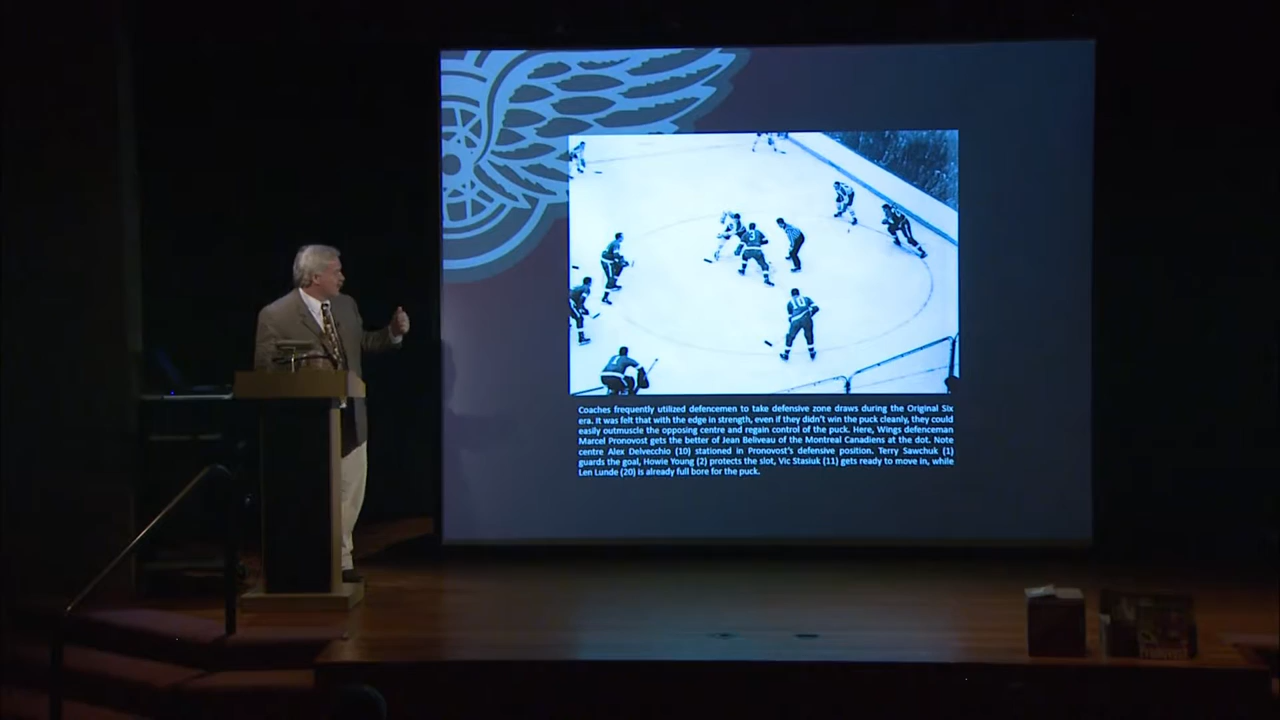 3
10
1
Coaches frequently utilized defencemen to take defensive zone draws during the Original Six
era. It was felt that with the edge in strength, even if they didn't win the puck cleanly, they could
easily outmuscle the opposing centre and regain control of the puck. Here, Wings defenceman
Marcel Pronovost gets the better of Jean Beliveau of the Montreal Canadiens at the dot. Note
centre Alex Delvecchio (10) stationed in Pronovost's defensive position. Terry Sawchuk (1)
guards the goal, Howie Young (2) protects the slot, Vic Stasiuk (11) gets ready to move in, while
Len Lunde (20) is already full bore for the puck.